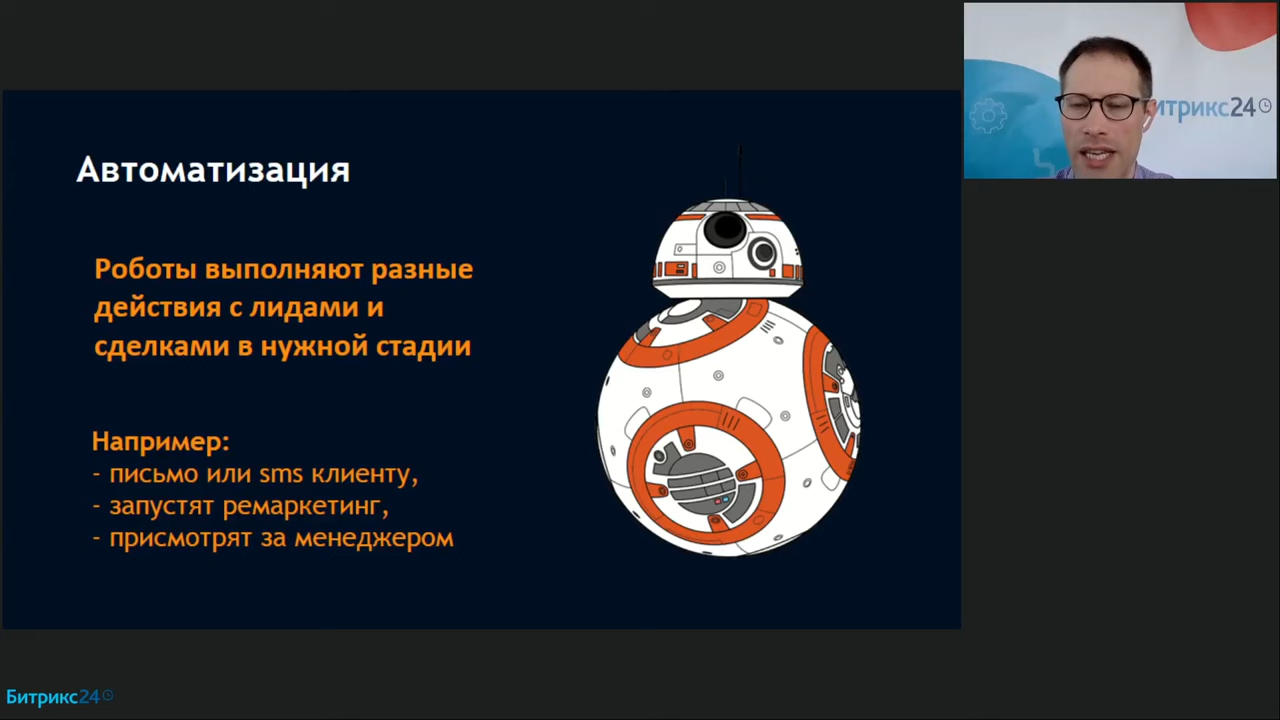 Автоматизация
Роботы выполняют разные
действия с лидами и
сделками в нужной стадии
Например:
- письмо или sms клиенту,
- запустят ремаркетинг,
- присмотрят за менеджером
итрикс24
Битрикс24